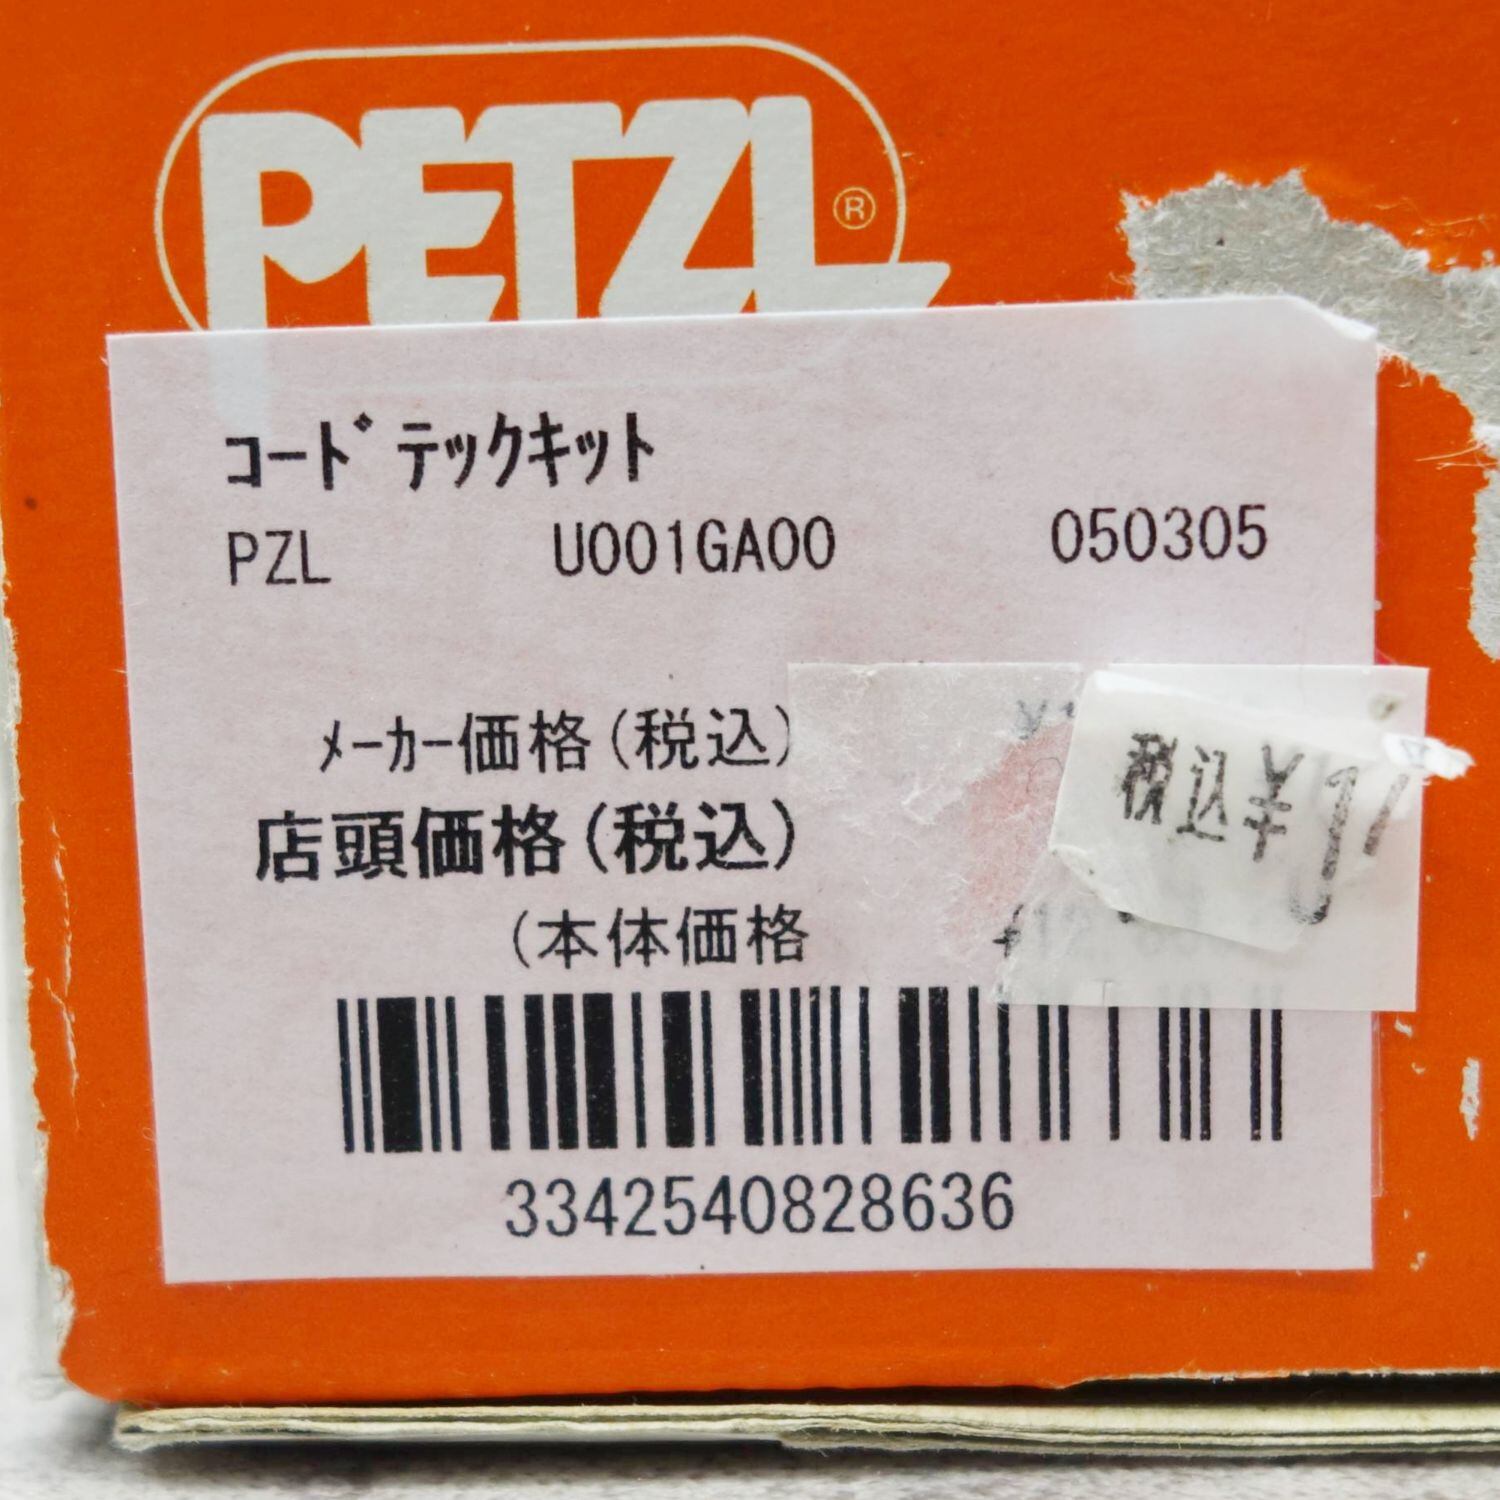 PETZL®
コードテックキット
PZL U001GA00 050305
メーカー価格(税込)
税込¥
店頭価格(税込)
(本体価格
3342540828636